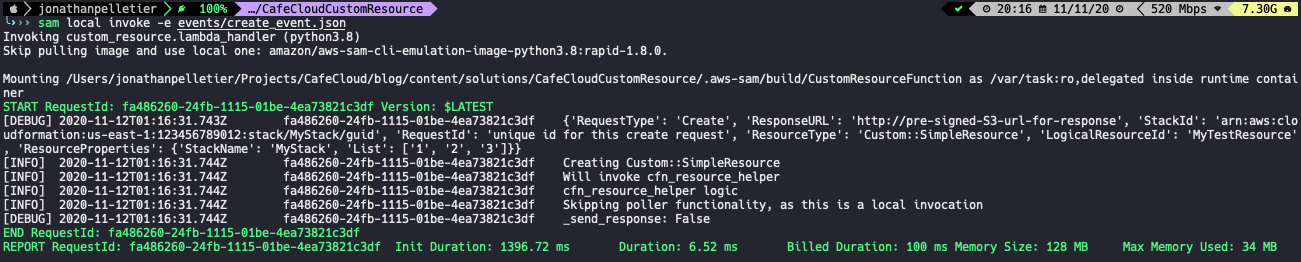 jonathanpelletier 100% …/CafeCloudCustomResource 20:16 11/11/20 520 Mbps 7.30G
sam local invoke -e events/create_event.json
Invoking custom_resource.lambda_handler (python3.8)
Skip pulling image and use local one: amazon/aws-sam-cli-emulation-image-python3.8:rapid-1.8.0.
Mounting /Users/jonathanpelletier/Projects/CafeCloud/blog/content/solutions/CafeCloudCustomResource/.aws-sam/build/CustomResourceFunction as /var/task:ro,delegated inside runtime contai
ner
START RequestId: fa486260-24fb-1115-01be-4ea73821c3df Version: $LATEST
[DEBUG] 2020-11-12T01:16:31.743Z fa486260-24fb-1115-01be-4ea73821c3df {'RequestType': 'Create', 'ResponseURL': 'http://pre-signed-S3-url-for-response', 'StackId': 'arn:aws:clo
udformation:us-east-1:123456789012:stack/MyStack/guid', 'RequestId': 'unique id for this create request', 'ResourceType': 'Custom::SimpleResource', 'LogicalResourceId': 'MyTestResource'
, 'ResourceProperties': {'StackName': 'MyStack', 'List': ['1', '2', '3']}}
[INFO] 2020-11-12T01:16:31.744Z fa486260-24fb-1115-01be-4ea73821c3df Creating Custom::SimpleResource
[INFO] 2020-11-12T01:16:31.744Z fa486260-24fb-1115-01be-4ea73821c3df Will invoke cfn_resource_helper
[INFO] 2020-11-12T01:16:31.744Z fa486260-24fb-1115-01be-4ea73821c3df cfn_resource_helper logic
[INFO] 2020-11-12T01:16:31.744Z fa486260-24fb-1115-01be-4ea73821c3df Skipping poller functionality, as this is a local invocation
[DEBUG] 2020-11-12T01:16:31.744Z fa486260-24fb-1115-01be-4ea73821c3df _send_response: False
END RequestId: fa486260-24fb-1115-01be-4ea73821c3df
REPORT RequestId: fa486260-24fb-1115-01be-4ea73821c3df Init Duration: 1396.72 ms Duration: 6.52 ms Billed Duration: 100 ms Memory Size: 128 MB Max Memory Used: 34 MB